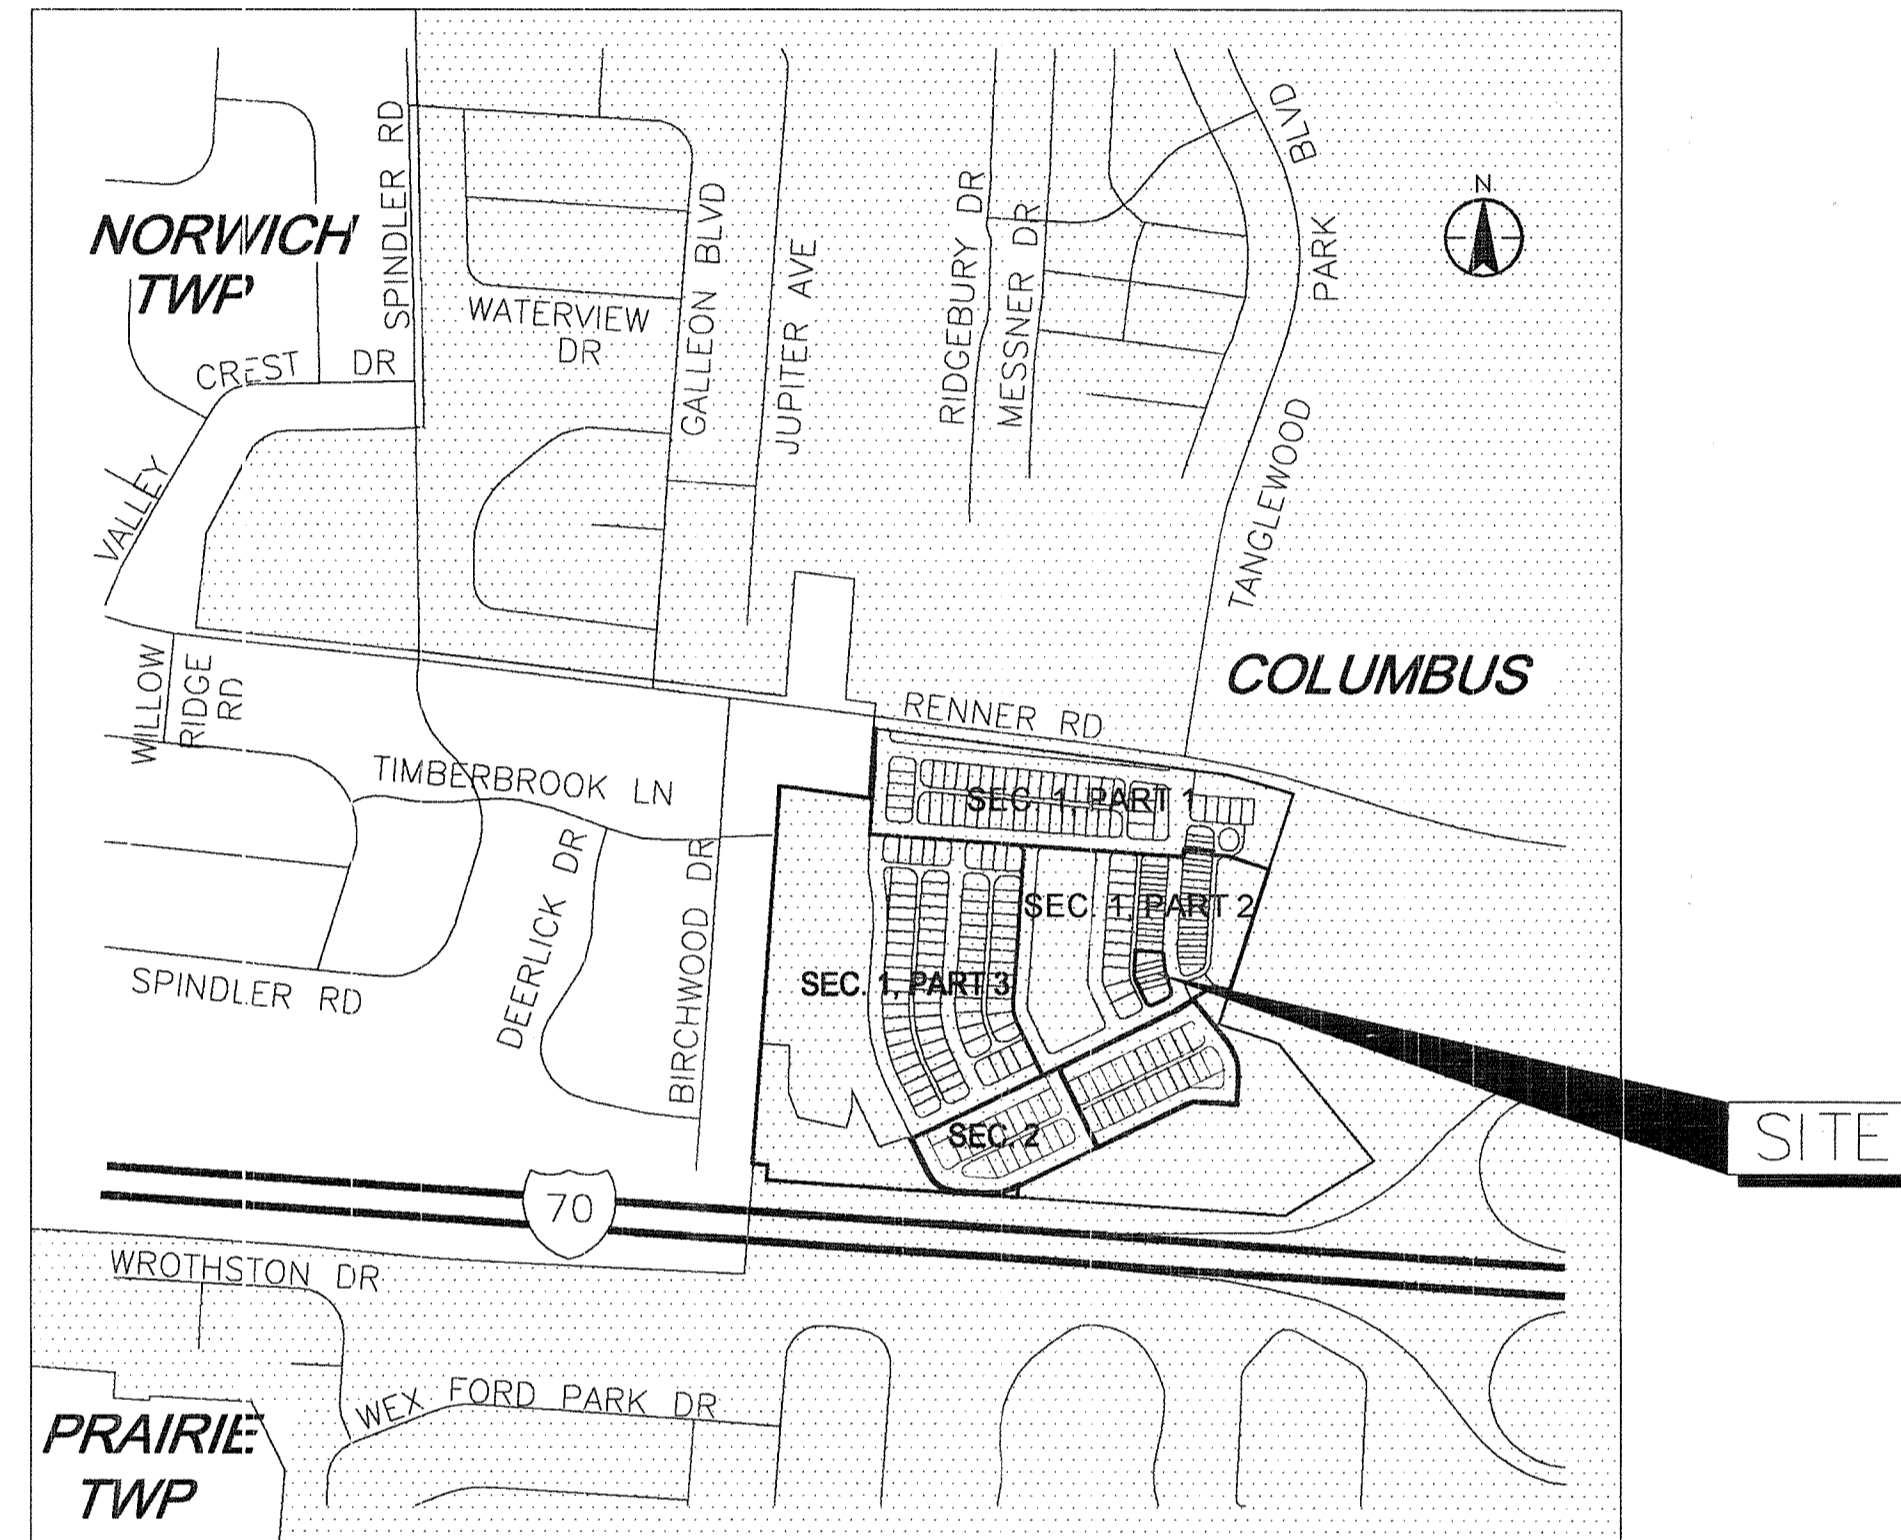 NORWICH
TWP
SPINDLER RD
WATERVIEW
DR
GALLEON BLVD
JUPITER AVE
RIDGEBURY DR
MESSNER DR
TANGLEWOOD PARK BLVD
N
VALLEY CREST DR
WILLOW
RIDGE
RD
COLUMBUS
RENNER RD
TIMBERBROOK LN
SEC. 1, PART 1
DEERLICK DR
BIRCHWOOD DR
SEC. 1, PART 2
SEC. 1, PART 3
SPINDLER RD
SEC. 2
SITE
70
WROTHSTON DR
WEX FORD PARK DR
PRAIRIE
TWP